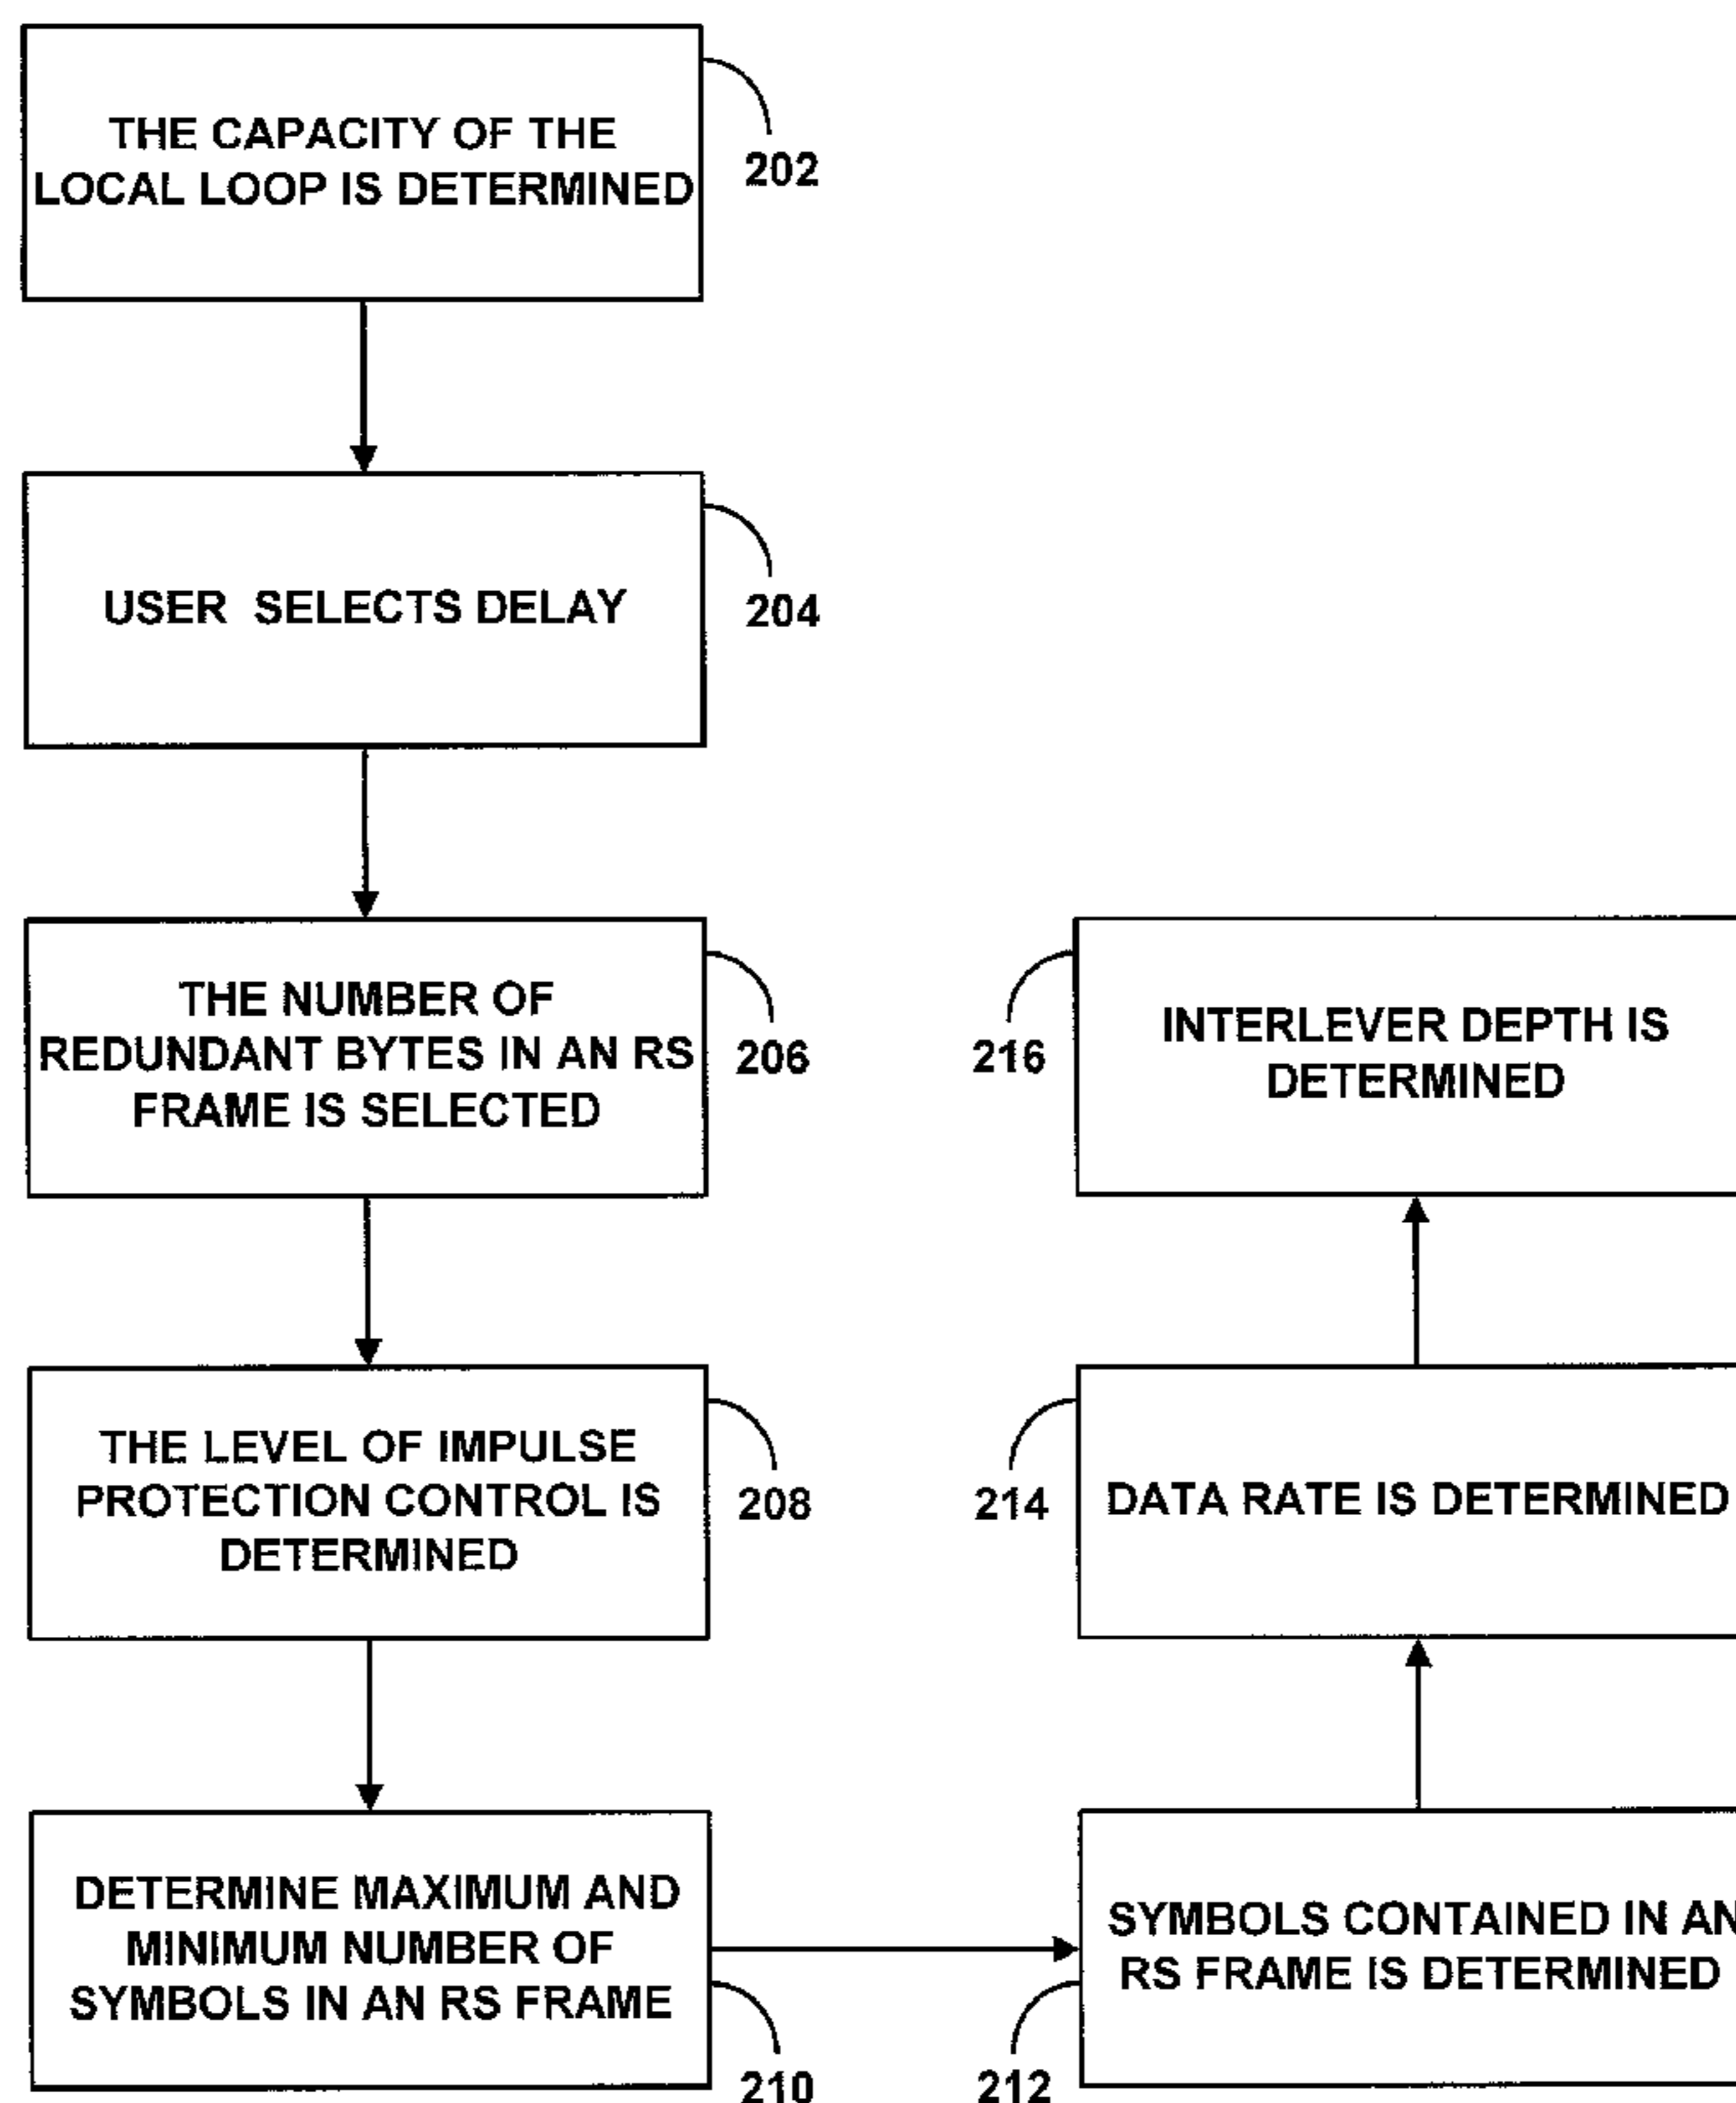 THE CAPACITY OF THE
LOCAL LOOP IS DETERMINED
202
USER SELECTS DELAY
204
THE NUMBER OF
REDUNDANT BYTES IN AN RS
FRAME IS SELECTED
206
THE LEVEL OF IMPULSE
PROTECTION CONTROL IS
DETERMINED
208
DETERMINE MAXIMUM AND
MINIMUM NUMBER OF
SYMBOLS IN AN RS FRAME
210
SYMBOLS CONTAINED IN AN
RS FRAME IS DETERMINED
212
DATA RATE IS DETERMINED
214
INTERLEVER DEPTH IS
DETERMINED
216